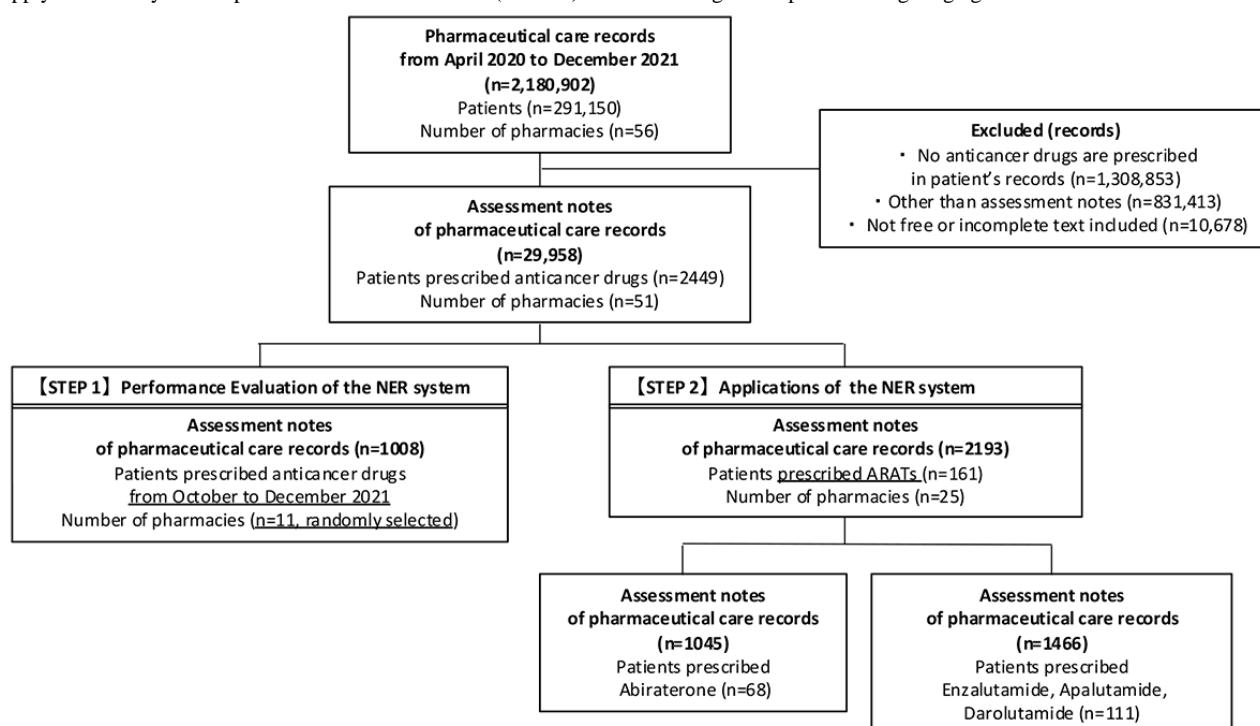 Pharmaceutical care records
from April 2020 to December 2021
(n=2,180,902)
Patients (n=291,150)
Number of pharmacies (n=56)
Excluded (records)
・ No anticancer drugs are prescribed
in patient's records (n=1,308,853)
・Other than assessment notes (n=831,413)
・ Not free or incomplete text included (n=10,678)
Assessment notes
of pharmaceutical care records
(n=29,958)
Patients prescribed anticancer drugs (n=2449)
Number of pharmacies (n=51)
【STEP 1】Performance Evaluation of the NER system
Assessment notes
of pharmaceutical care records (n=1008)
Patients prescribed anticancer drugs
from October to December 2021
Number of pharmacies (n=11, randomly selected)
【STEP 2】Applications of the NER system
Assessment notes
of pharmaceutical care records (n=2193)
Patients prescribed ARATs (n=161)
Number of pharmacies (n=25)
Assessment notes
of pharmaceutical care records
(n=1045)
Patients prescribed
Abiraterone (n=68)
Assessment notes
of pharmaceutical care records
(n=1466)
Patients prescribed
Enzalutamide, Apalutamide,
Darolutamide (n=111)